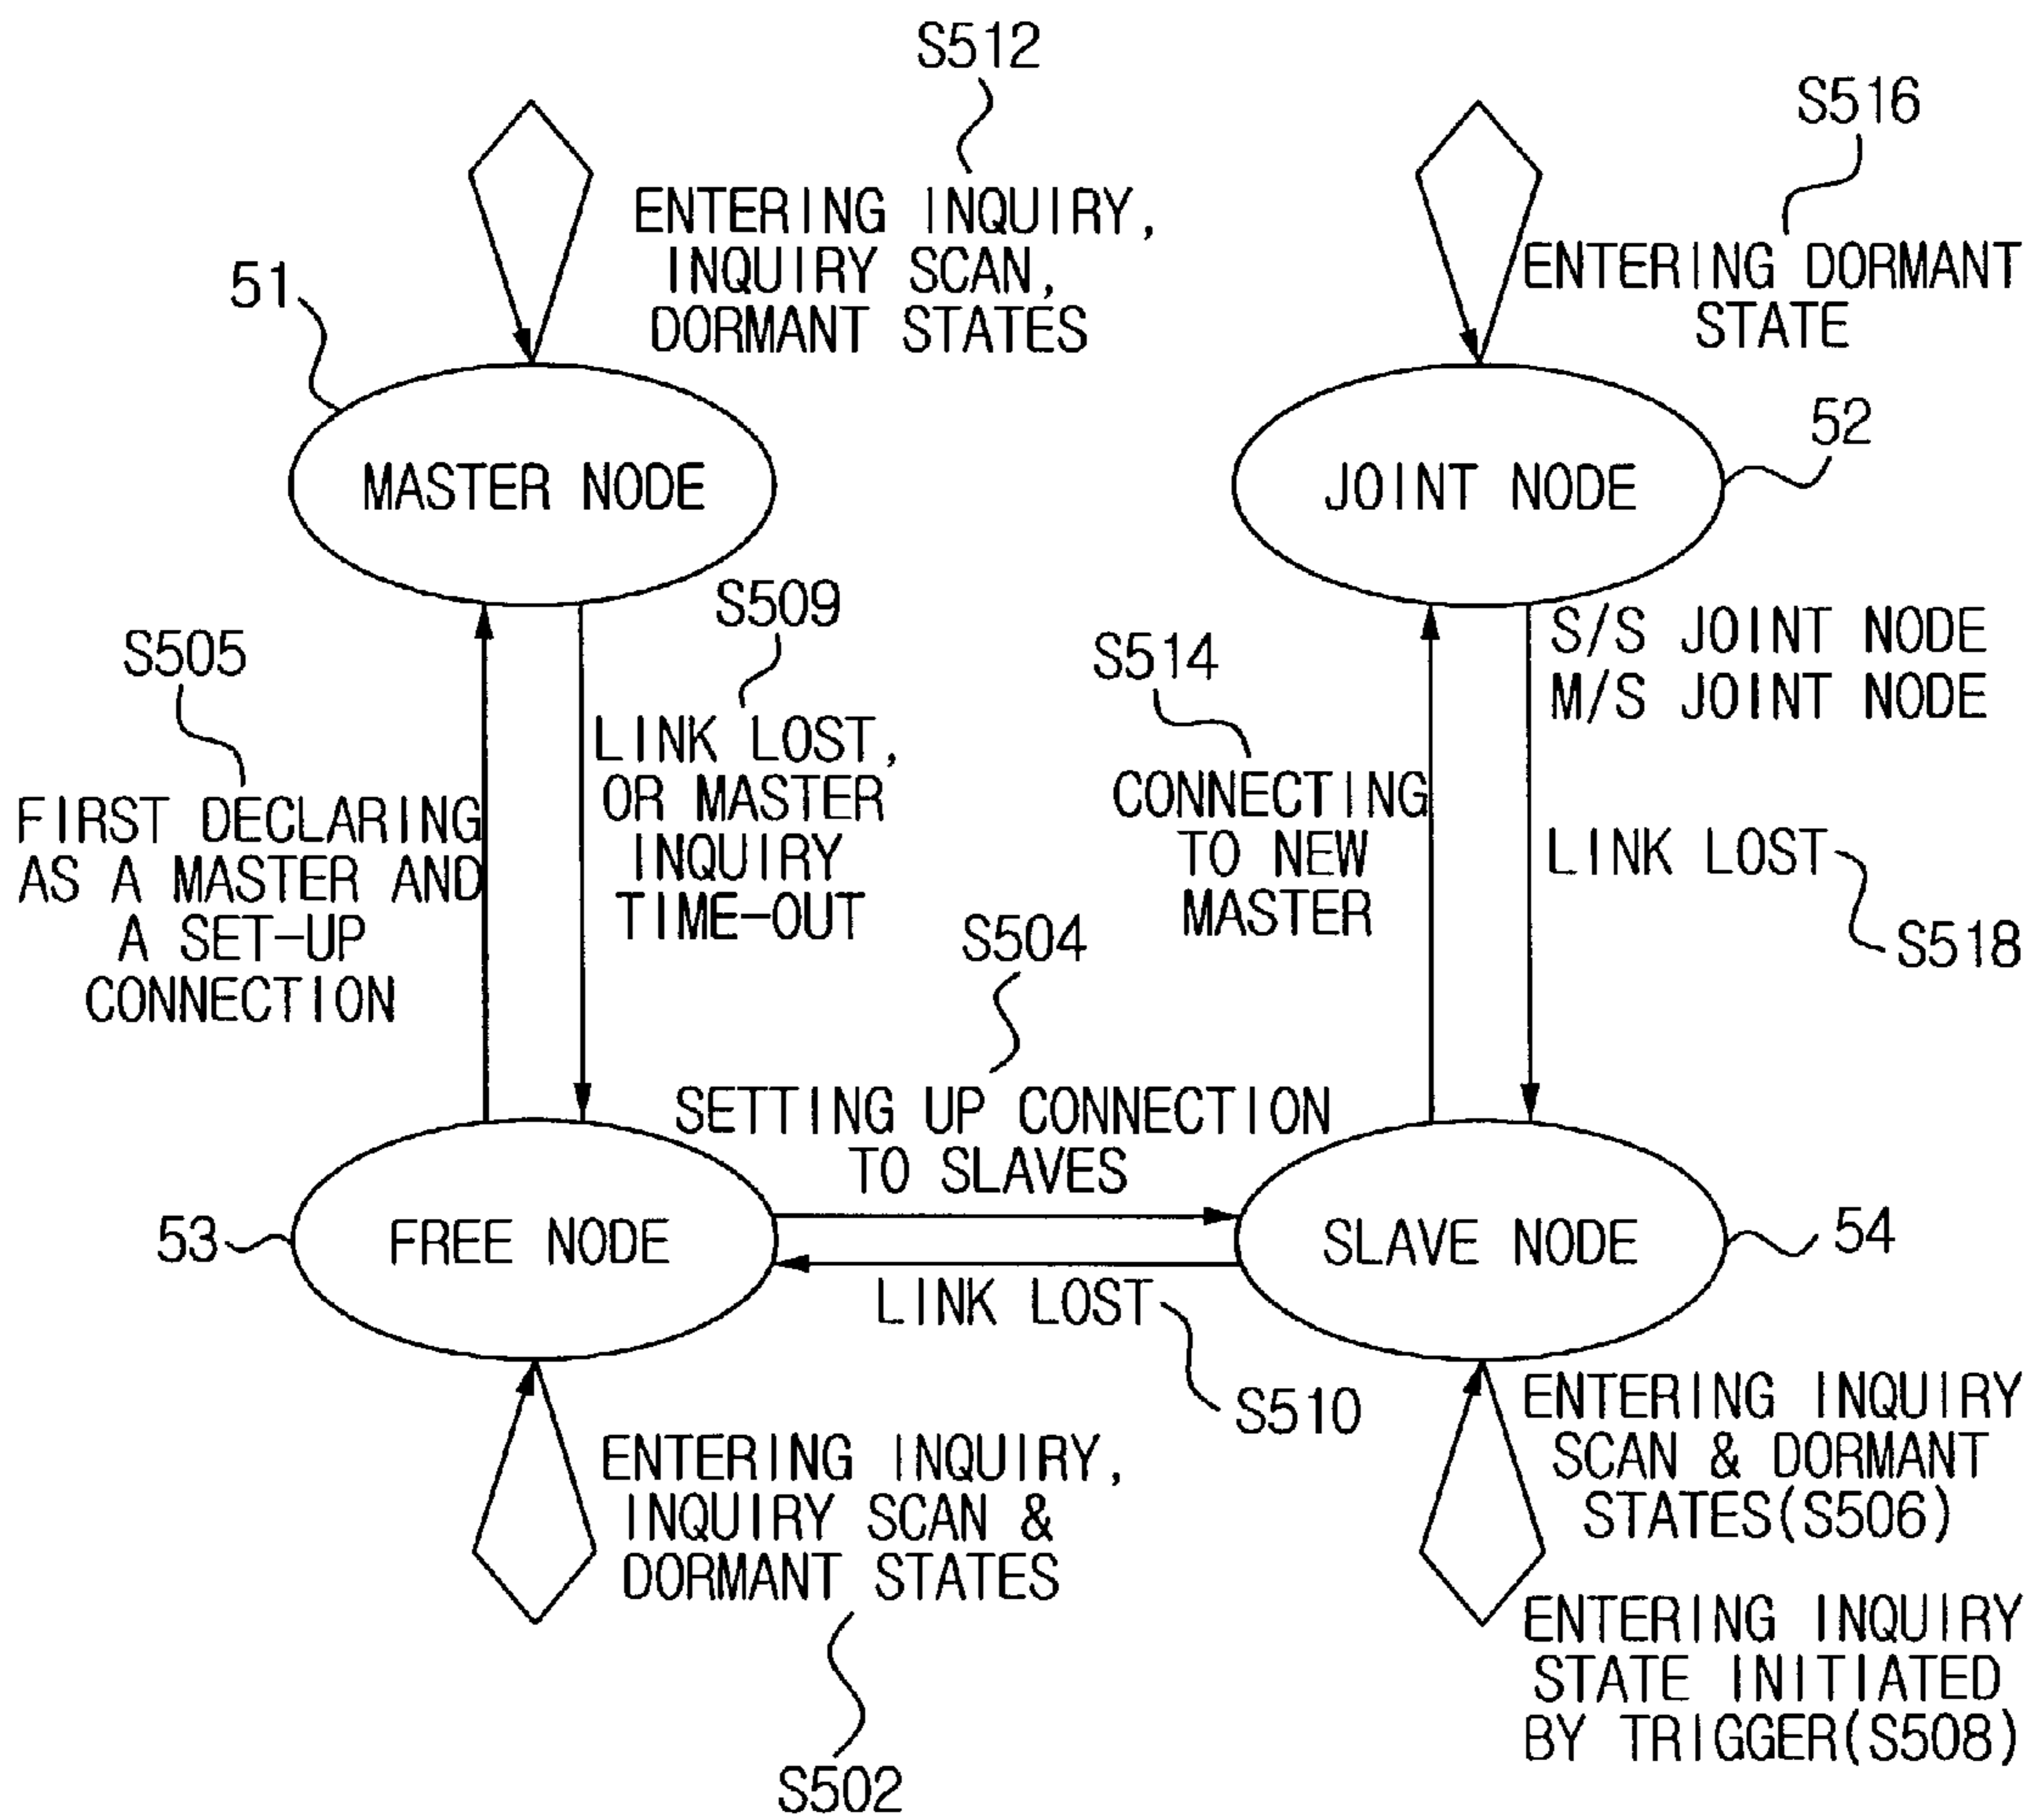 S512
S516
ENTERING INQUIRY,
INQUIRY SCAN,
DORMANT STATES
ENTERING DORMANT
STATE
51
52
MASTER NODE
JOINT NODE
S509
S505
S514
S/S JOINT NODE
M/S JOINT NODE
LINK LOST,
OR MASTER
INQUIRY
TIME-OUT
FIRST DECLARING
AS A MASTER AND
A SET-UP
CONNECTION
CONNECTING
TO NEW
MASTER
LINK LOST
S518
S504
SETTING UP CONNECTION
TO SLAVES
53
FREE NODE
SLAVE NODE
54
LINK LOST
S510
ENTERING INQUIRY,
INQUIRY SCAN &
DORMANT STATES
S502
ENTERING INQUIRY
SCAN & DORMANT
STATES(S506)
ENTERING INQUIRY
STATE INITIATED
BY TRIGGER(S508)